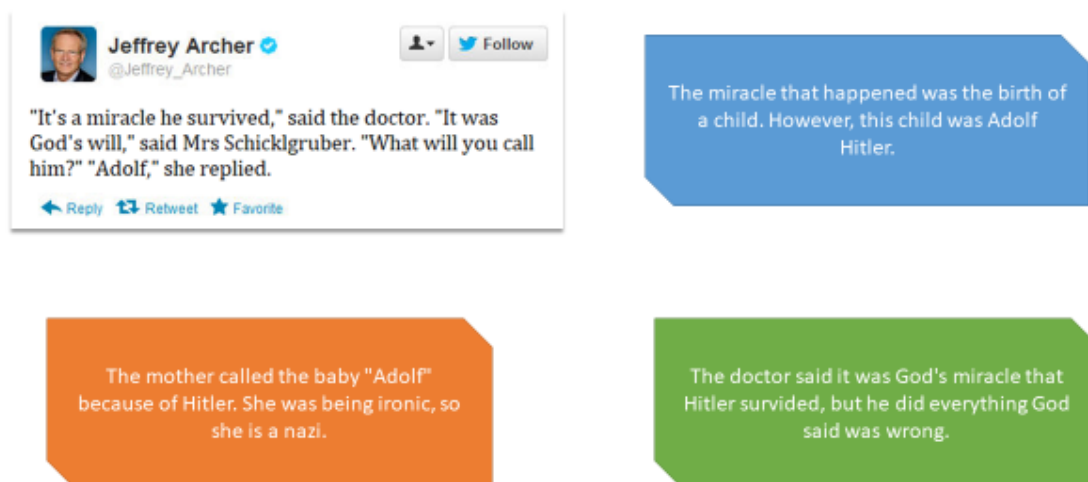 Jeffrey Archer
@Jeffrey_Archer
Follow
"It's a miracle he survived," said the doctor. "It was
God's will," said Mrs Schicklgruber. "What will you call
him?" "Adolf," she replied.
Reply Retweet Favorite
The miracle that happened was the birth of
a child. However, this child was Adolf
Hitler.
The mother called the baby "Adolf"
because of Hitler. She was being ironic, so
she is a nazi.
The doctor said it was God's miracle that
Hitler survided, but he did everything God
said was wrong.